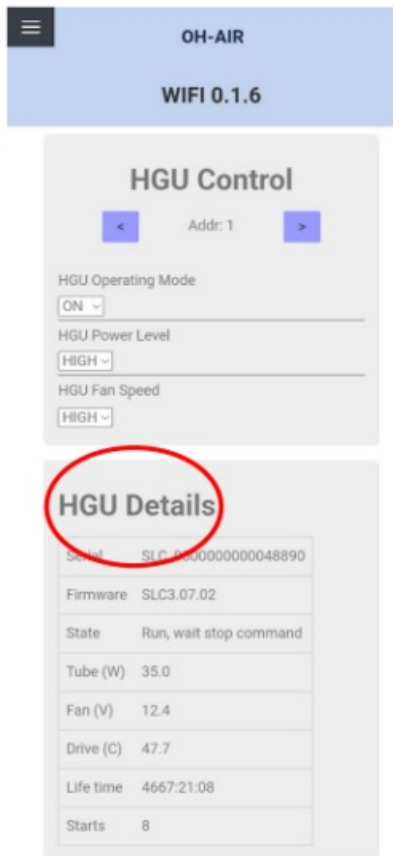 OH-AIR
WIFI 0.1.6
HGU Control
< Addr: 1 >
HGU Operating Mode
ON
HGU Power Level
HIGH
HGU Fan Speed
HIGH
HGU Details
Serial SLC_0000000000048890
Firmware SLC3.07.02
State Run, wait stop command
Tube (W) 35.0
Fan (V) 12.4
Drive (C) 47.7
Life time 4667:21:08
Starts 8